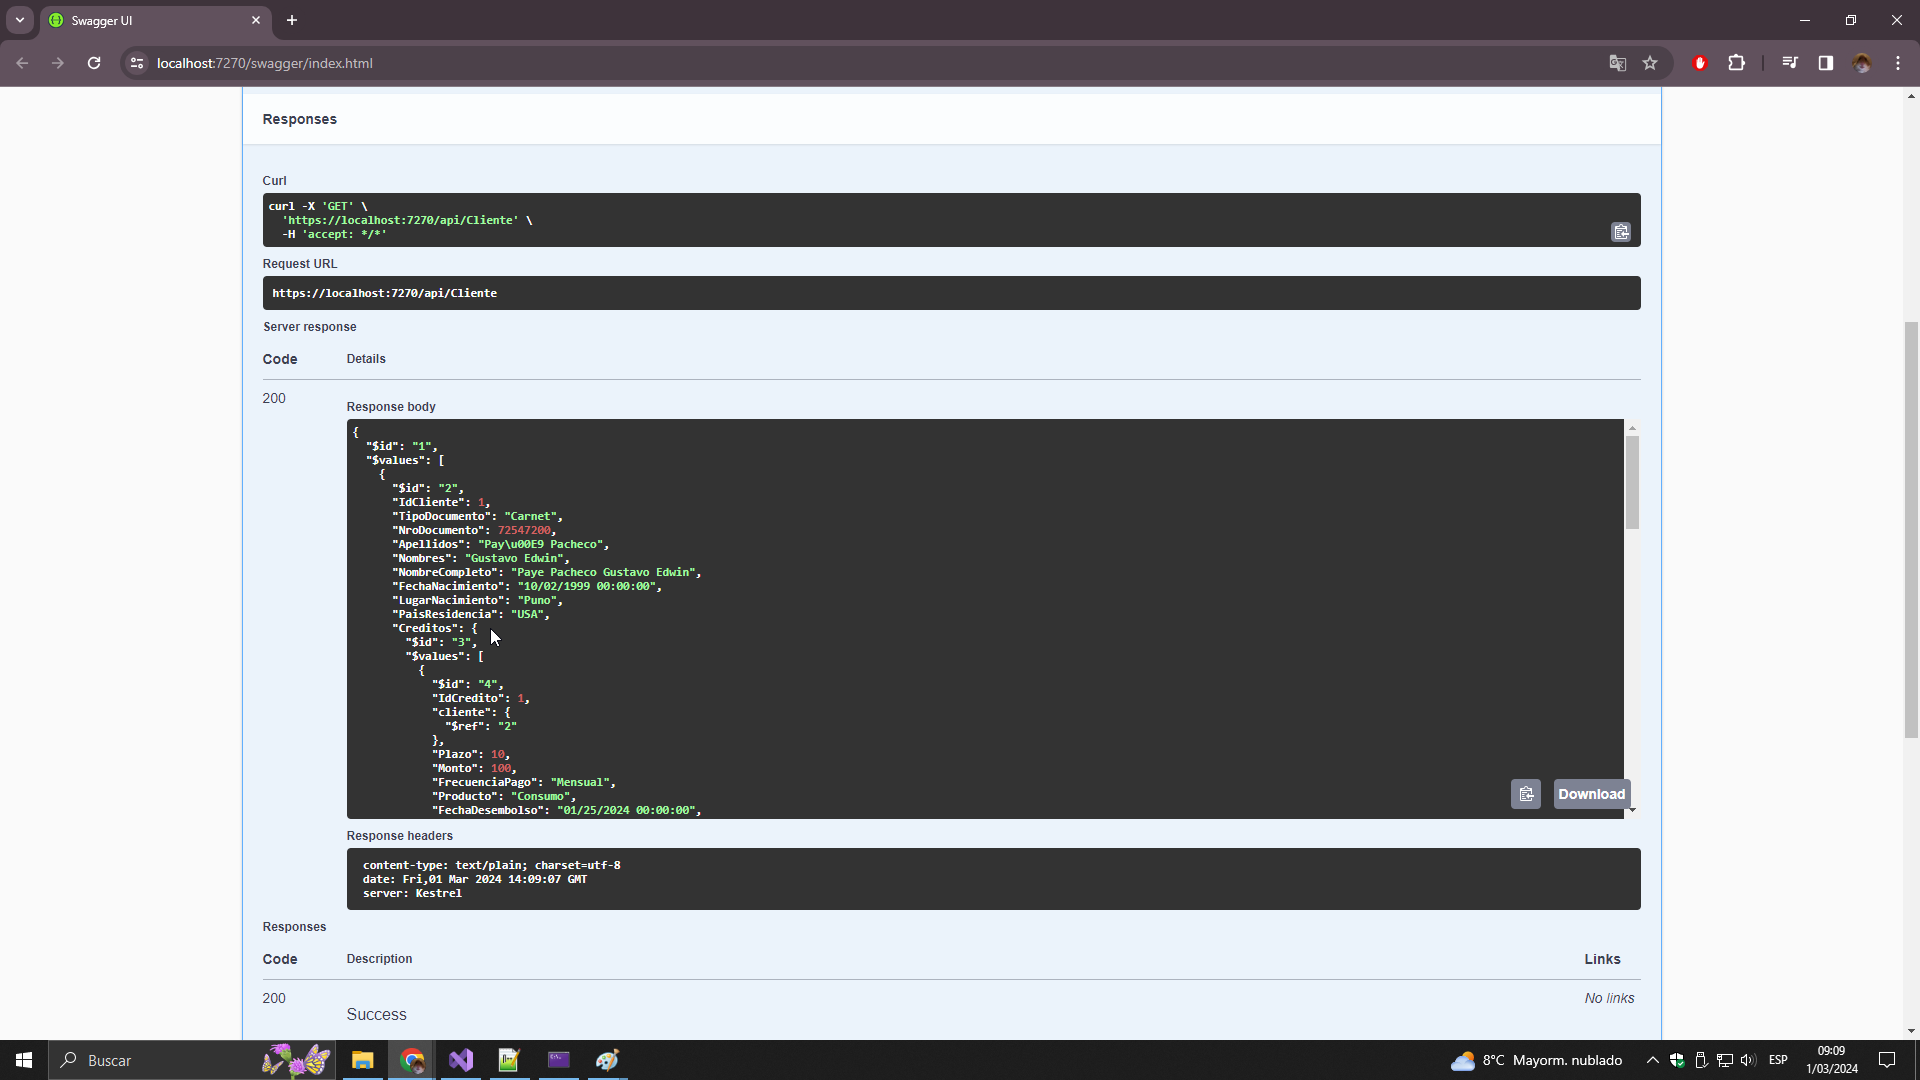 Swagger UI
localhost:7270/swagger/index.html
Responses
Curl
curl -X 'GET' \
'https://localhost:7270/api/Cliente' \
-H 'accept: */*'
Request URL
https://localhost:7270/api/Cliente
Server response
Code Details
200
Response body
{
"$id": "1",
"$values": [
{
"$id": "2",
"IdCliente": 1,
"TipoDocumento": "Carnet",
"NroDocumento": 72547200,
"Apellidos": "Pay\u00E9 Pacheco",
"Nombres": "Gustavo Edwin",
"NombreCompleto": "Paye Pacheco Gustavo Edwin",
"FechaNacimiento": "10/02/1999 00:00:00",
"LugarNacimiento": "Puno",
"PaisResidencia": "USA",
"Creditos": {
"$id": "3",
"$values": [
{
"$id": "4",
"IdCredito": 1,
"cliente": {
"$ref": "2"
},
"Plazo": 10,
"Monto": 100,
"FrecuenciaPago": "Mensual",
"Producto": "Consumo",
"FechaDesembolso": "01/25/2024 00:00:00",
Download
Response headers
content-type: text/plain; charset=utf-8
date: Fri,01 Mar 2024 14:09:07 GMT
server: Kestrel
Responses
Code Description Links
200 No links
Success
Buscar
8°C Mayorm. nublado
ESP
09:09
1/03/2024